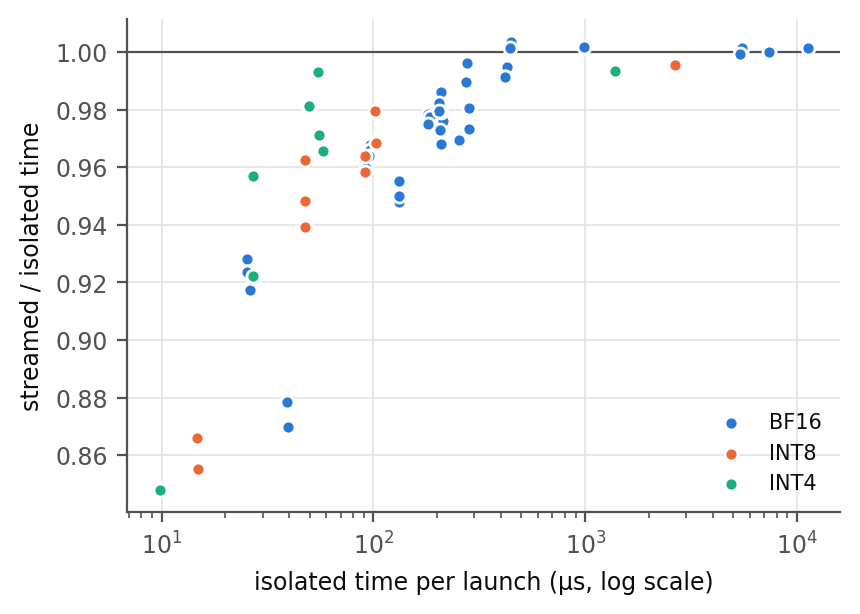 1.00
0.98
0.96
0.94
0.92
0.90
0.88
0.86
streamed / isolated time
BF16
INT8
INT4
10¹ 10² 10³ 10⁴
isolated time per launch (µs, log scale)